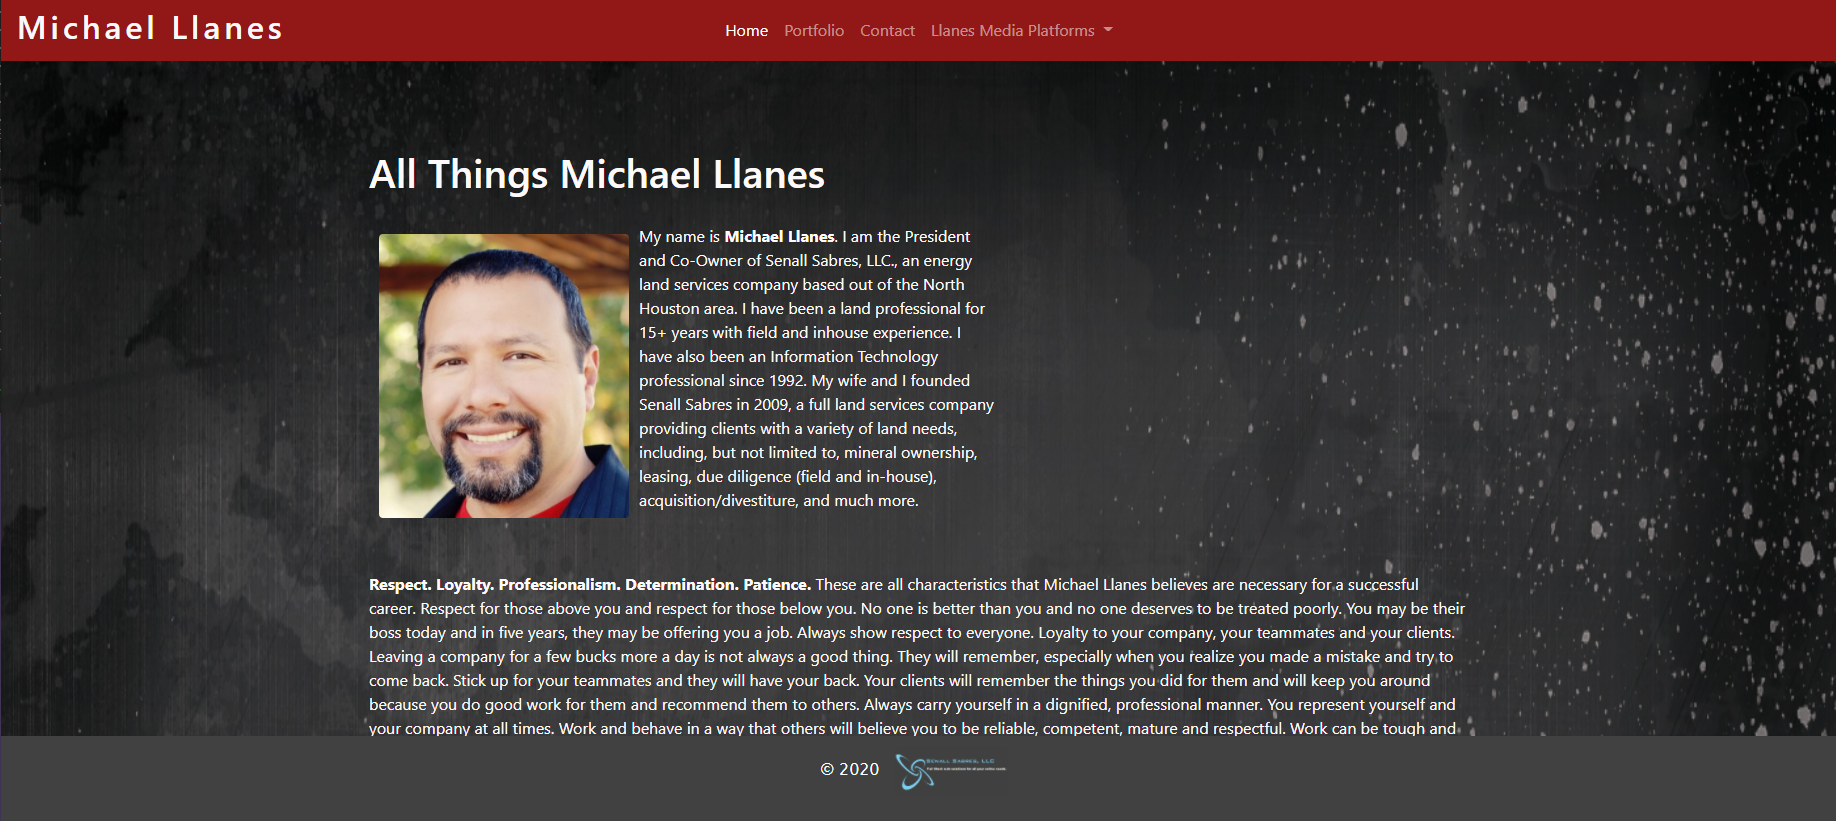 Michael Llanes
Home Portfolio Contact Llanes Media Platforms
All Things Michael Llanes
My name is Michael Llanes. I am the President
and Co-Owner of Senall Sabres, LLC., an energy
land services company based out of the North
Houston area. I have been a land professional for
15+ years with field and inhouse experience. I
have also been an Information Technology
professional since 1992. My wife and I founded
Senall Sabres in 2009, a full land services company
providing clients with a variety of land needs,
including, but not limited to, mineral ownership,
leasing, due diligence (field and in-house),
acquisition/divestiture, and much more.
Respect. Loyalty. Professionalism. Determination. Patience. These are all characteristics that Michael Llanes believes are necessary for a successful
career. Respect for those above you and respect for those below you. No one is better than you and no one deserves to be treated poorly. You may be their
boss today and in five years, they may be offering you a job. Always show respect to everyone. Loyalty to your company, your teammates and your clients.
Leaving a company for a few bucks more a day is not always a good thing. They will remember, especially when you realize you made a mistake and try to
come back. Stick up for your teammates and they will have your back. Your clients will remember the things you did for them and will keep you around
because you do good work for them and recommend them to others. Always carry yourself in a dignified, professional manner. You represent yourself and
your company at all times. Work and behave in a way that others will believe you to be reliable, competent, mature and respectful. Work can be tough and
© 2020 Senall Sabres, LLC